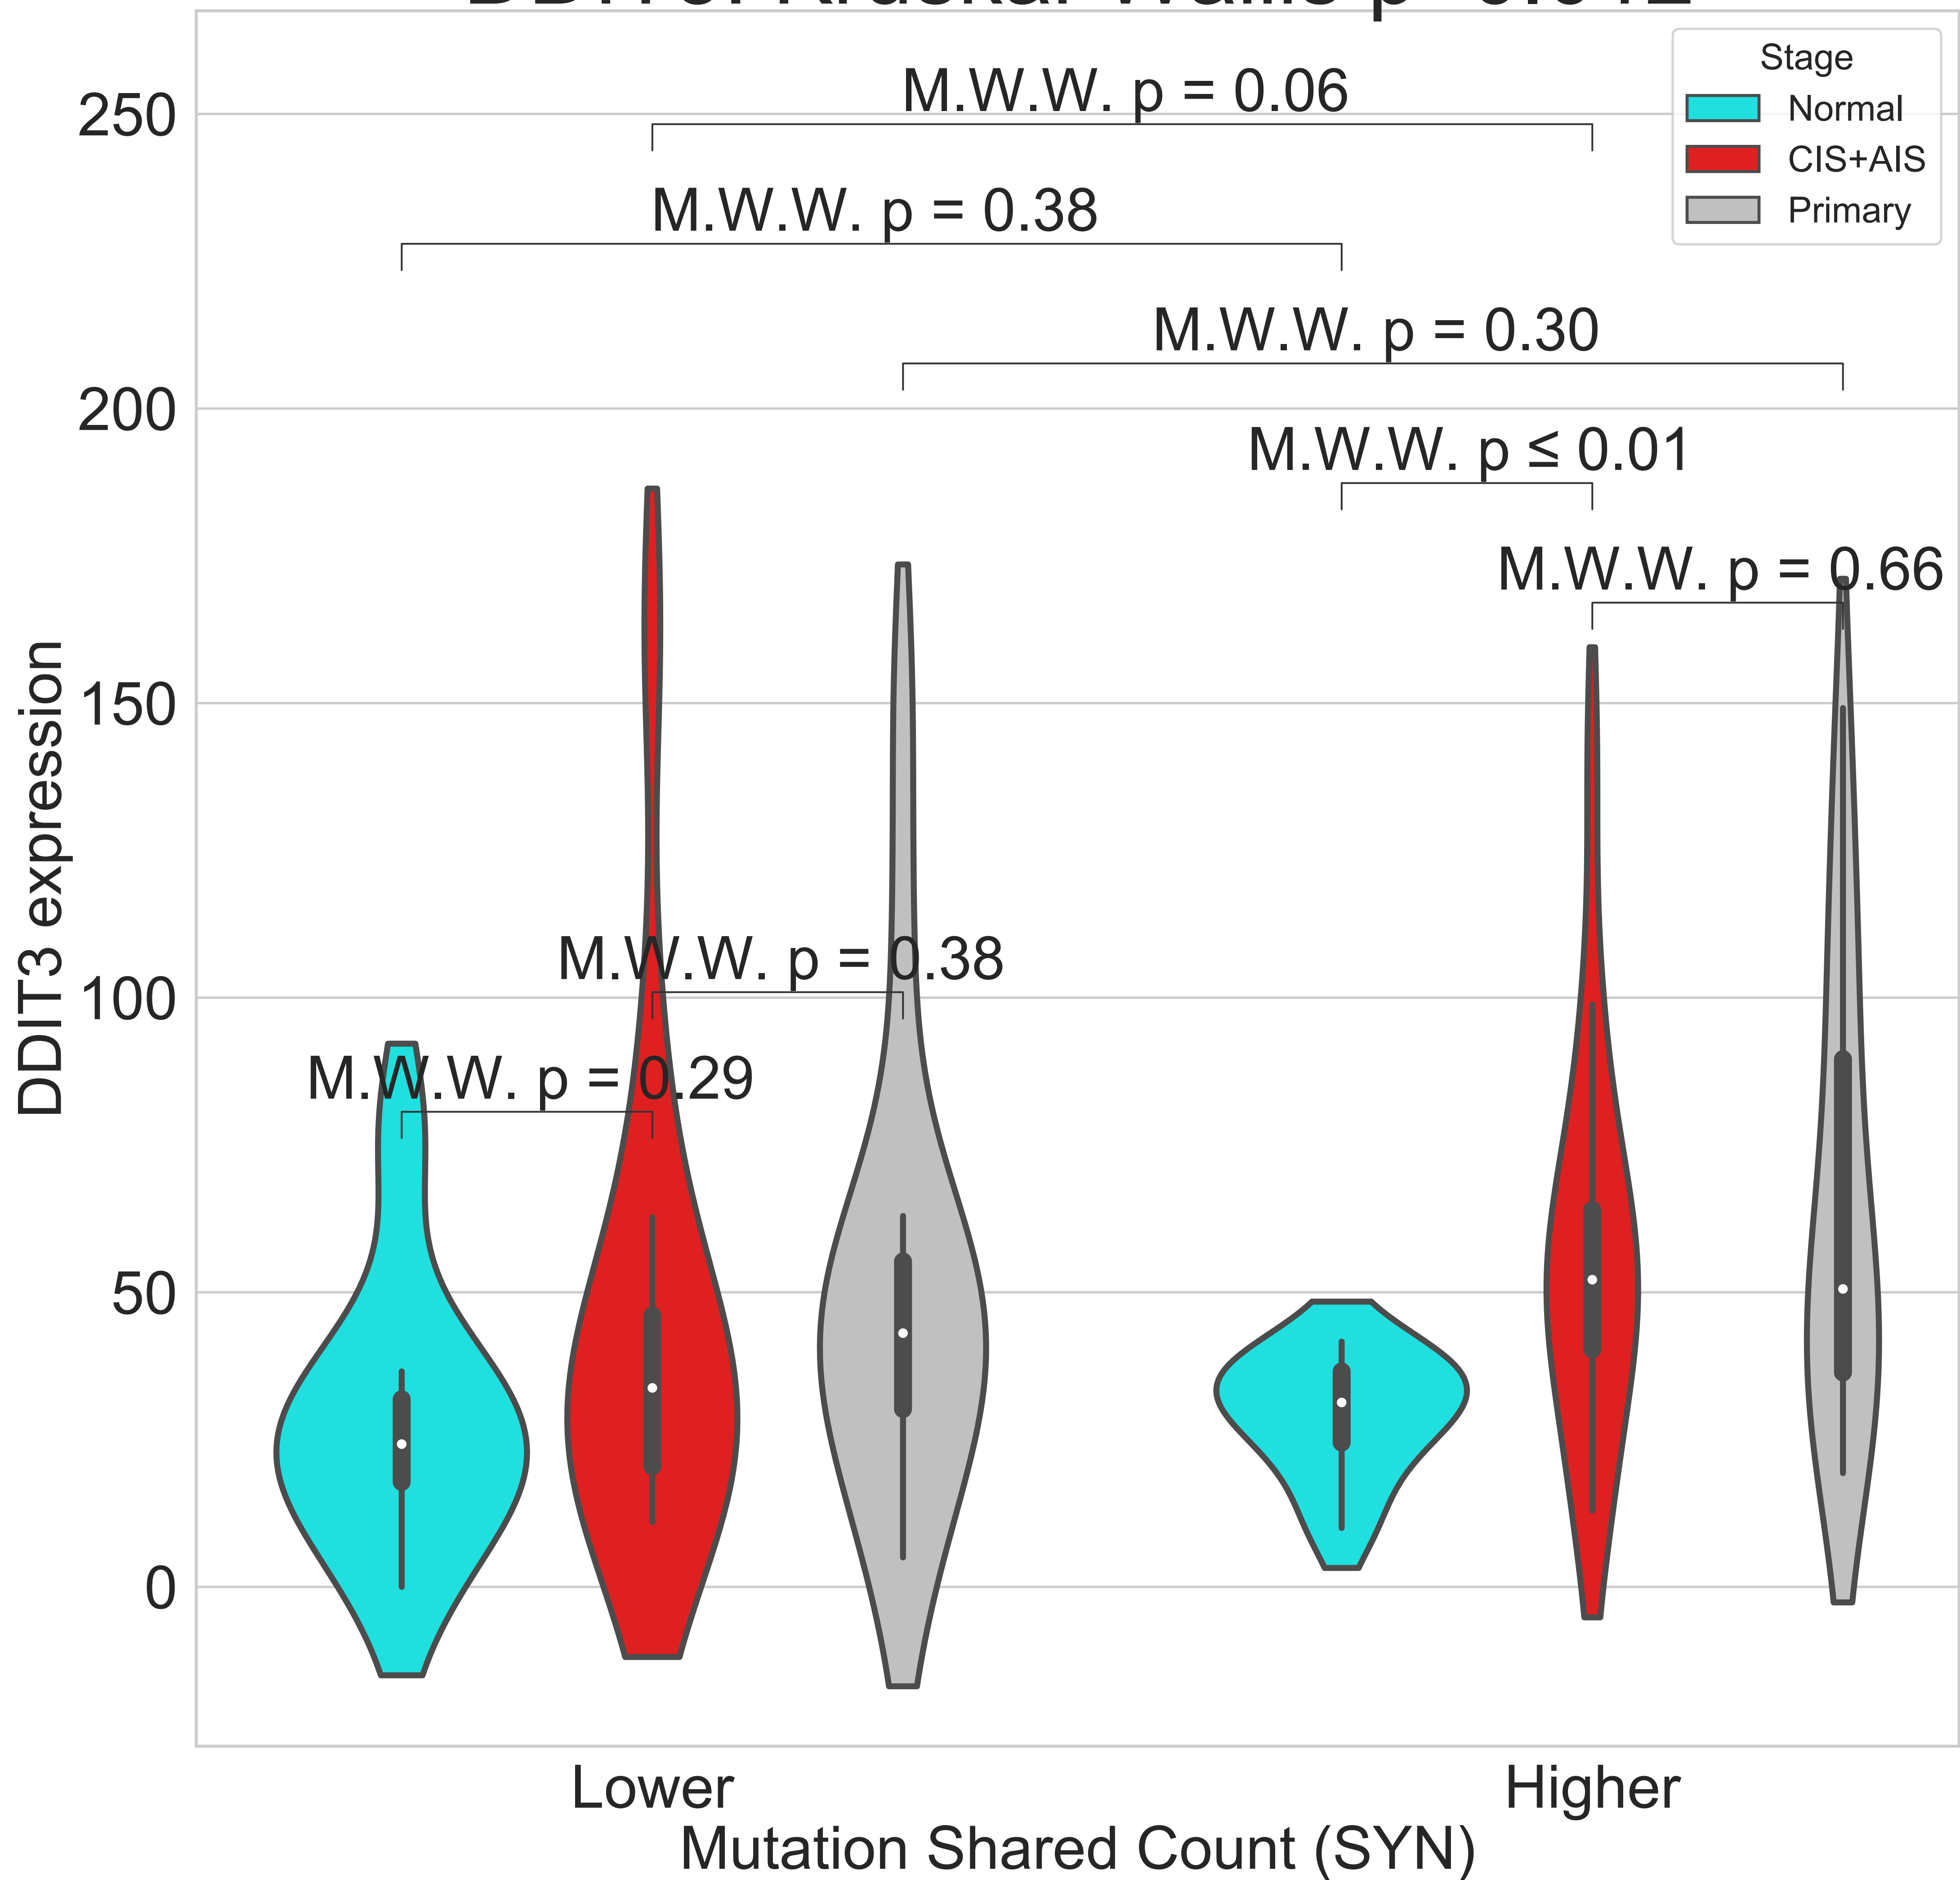 Stage
Normal
CIS+AIS
Primary
M.W.W. p = 0.06
M.W.W. p = 0.38
M.W.W. p = 0.30
M.W.W. p ≤ 0.01
M.W.W. p = 0.66
M.W.W. p = 0.38
M.W.W. p = 0.29
250
200
150
100
50
0
DDIT3 expression
Lower
Higher
Mutation Shared Count (SYN)